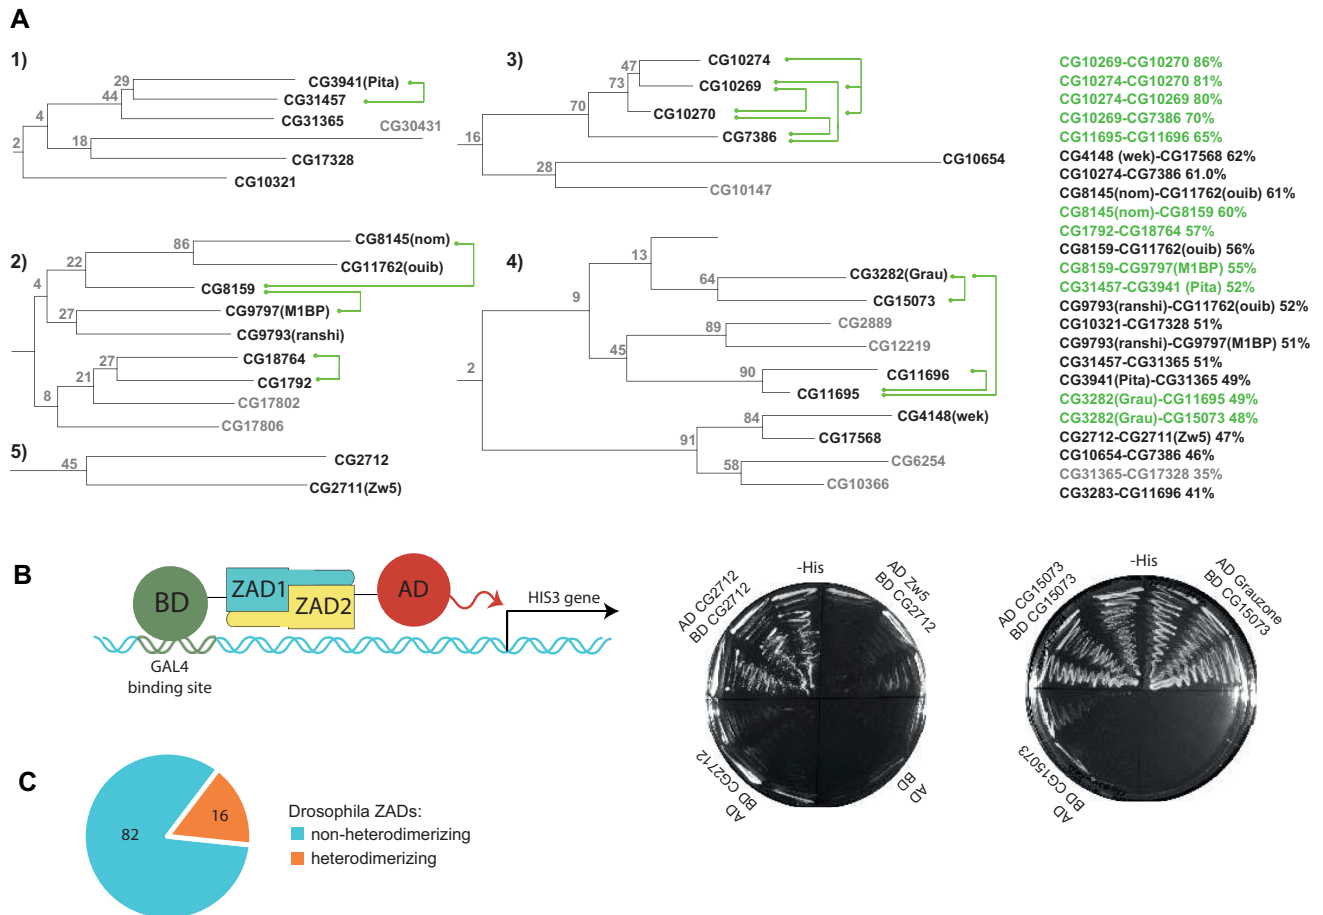 A
1)
29
CG3941(Pita)
44
CG31457
4
CG31365
CG30431
2
18
CG17328
CG10321
3)
CG10274
47
CG10269
73
70
CG10270
16
CG7386
CG10654
28
CG10147
2)
86
CG8145(nom)
22
CG11762(ouib)
4
CG8159
27
CG9797(M1BP)
CG9793(ranshi)
27
CG18764
21
CG1792
8
CG17802
CG17806
5)
45
CG2712
CG2711(Zw5)
4)
13
64
CG3282(Grau)
CG15073
9
89
CG2889
CG12219
45
90
CG11696
CG11695
2
84
CG4148(wek)
CG17568
91
58
CG6254
CG10366
CG10269-CG10270 86%
CG10274-CG10270 81%
CG10274-CG10269 80%
CG10269-CG7386 70%
CG11695-CG11696 65%
CG4148 (wek)-CG17568 62%
CG10274-CG7386 61.0%
CG8145(nom)-CG11762(ouib) 61%
CG8145(nom)-CG8159 60%
CG1792-CG18764 57%
CG8159-CG11762(ouib) 56%
CG8159-CG9797(M1BP) 55%
CG31457-CG3941 (Pita) 52%
CG9793(ranshi)-CG11762(ouib) 52%
CG10321-CG17328 51%
CG9793(ranshi)-CG9797(M1BP) 51%
CG31457-CG31365 51%
CG3941(Pita)-CG31365 49%
CG3282(Grau)-CG11695 49%
CG3282(Grau)-CG15073 48%
CG2712-CG2711(Zw5) 47%
CG10654-CG7386 46%
CG31365-CG17328 35%
CG3283-CG11696 41%
B
BD
ZAD1
ZAD2
AD
HIS3 gene
GAL4
binding site
-His
AD CG2712
BD CG2712
AD Zw5
BD CG2712
AD
BD CG2712
AD
BD
-His
AD CG15073
BD CG15073
AD Grauzone
BD CG15073
AD
BD CG15073
C
82
16
Drosophila ZADs:
non-heterodimerizing
heterodimerizing